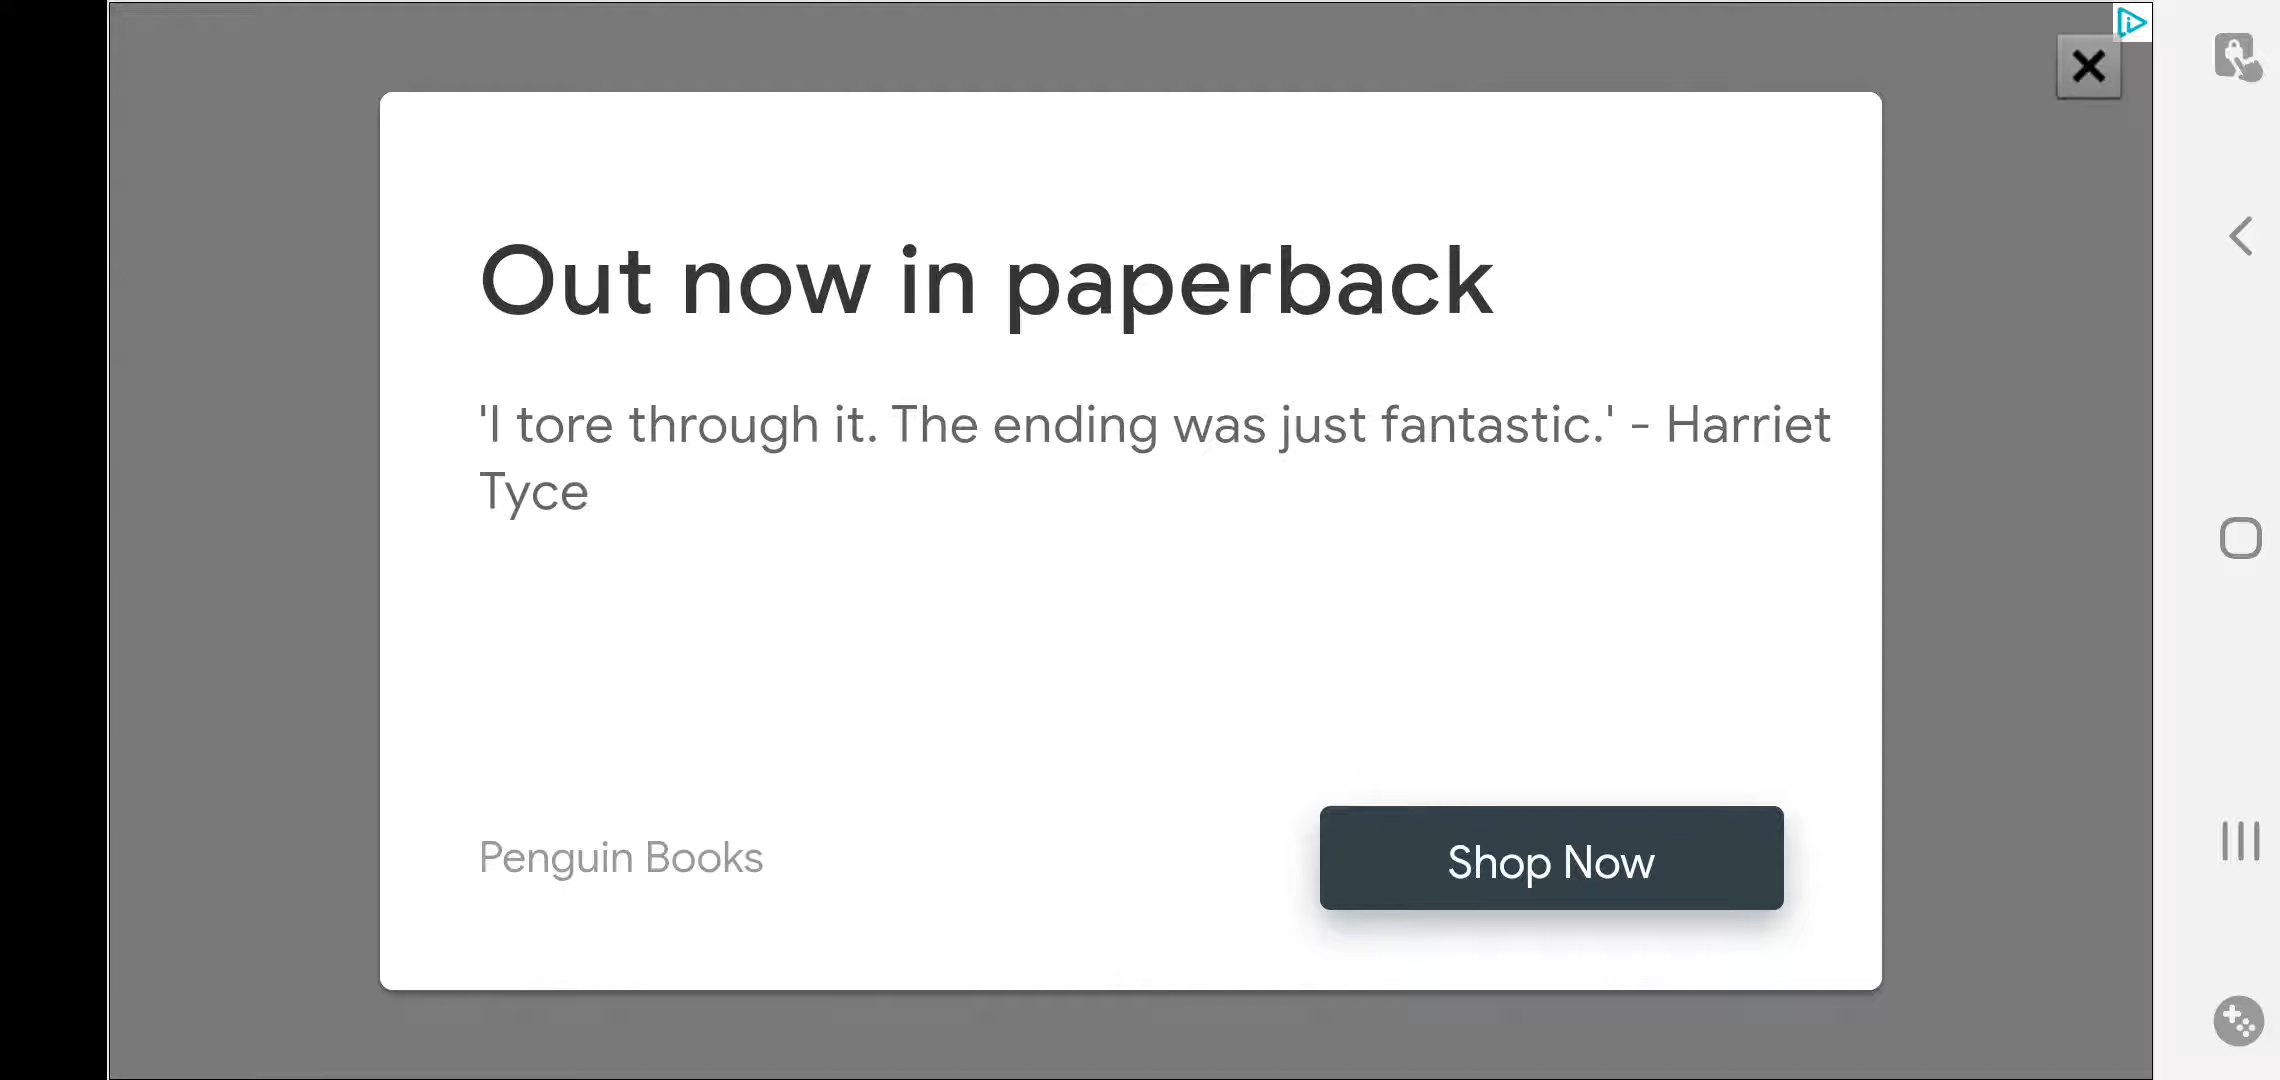 Out now in paperback
'I tore through it. The ending was just fantastic.' - Harriet
Tyce
Penguin Books
Shop Now